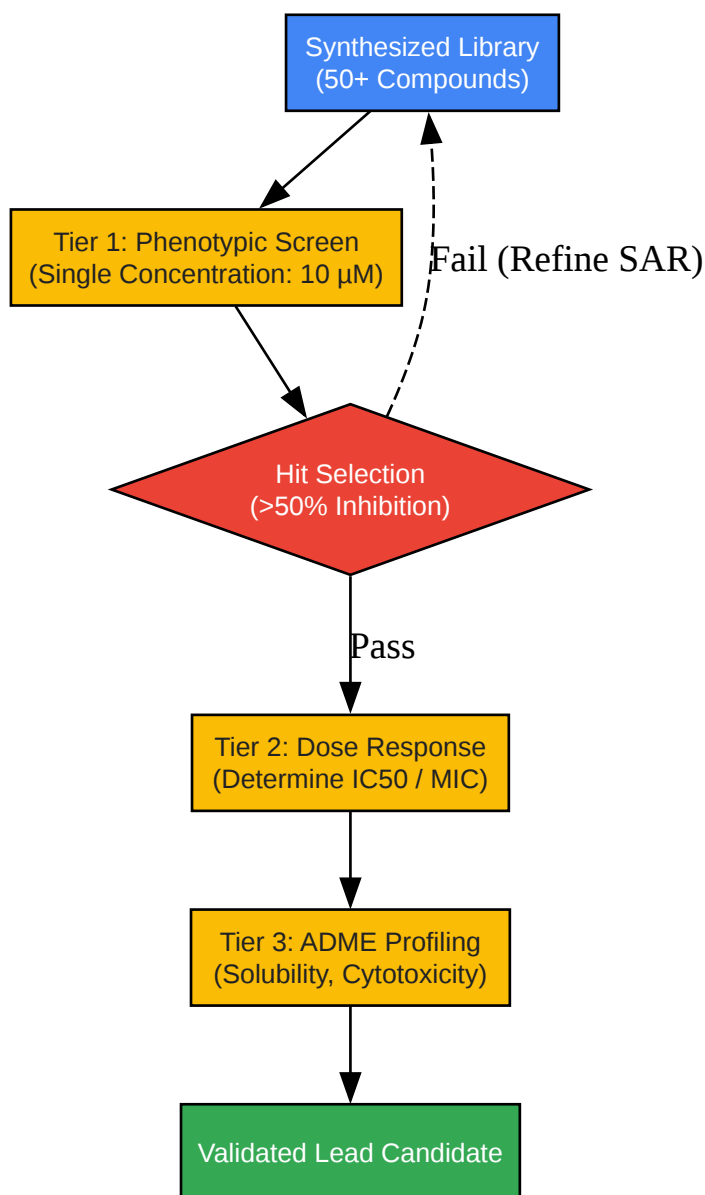 Synthesized Library
(50+ Compounds)
Tier 1: Phenotypic Screen
(Single Concentration: 10 µM)
Fail (Refine SAR)
Hit Selection
(>50% Inhibition)
Pass
Tier 2: Dose Response
(Determine IC50 / MIC)
Tier 3: ADME Profiling
(Solubility, Cytotoxicity)
Validated Lead Candidate